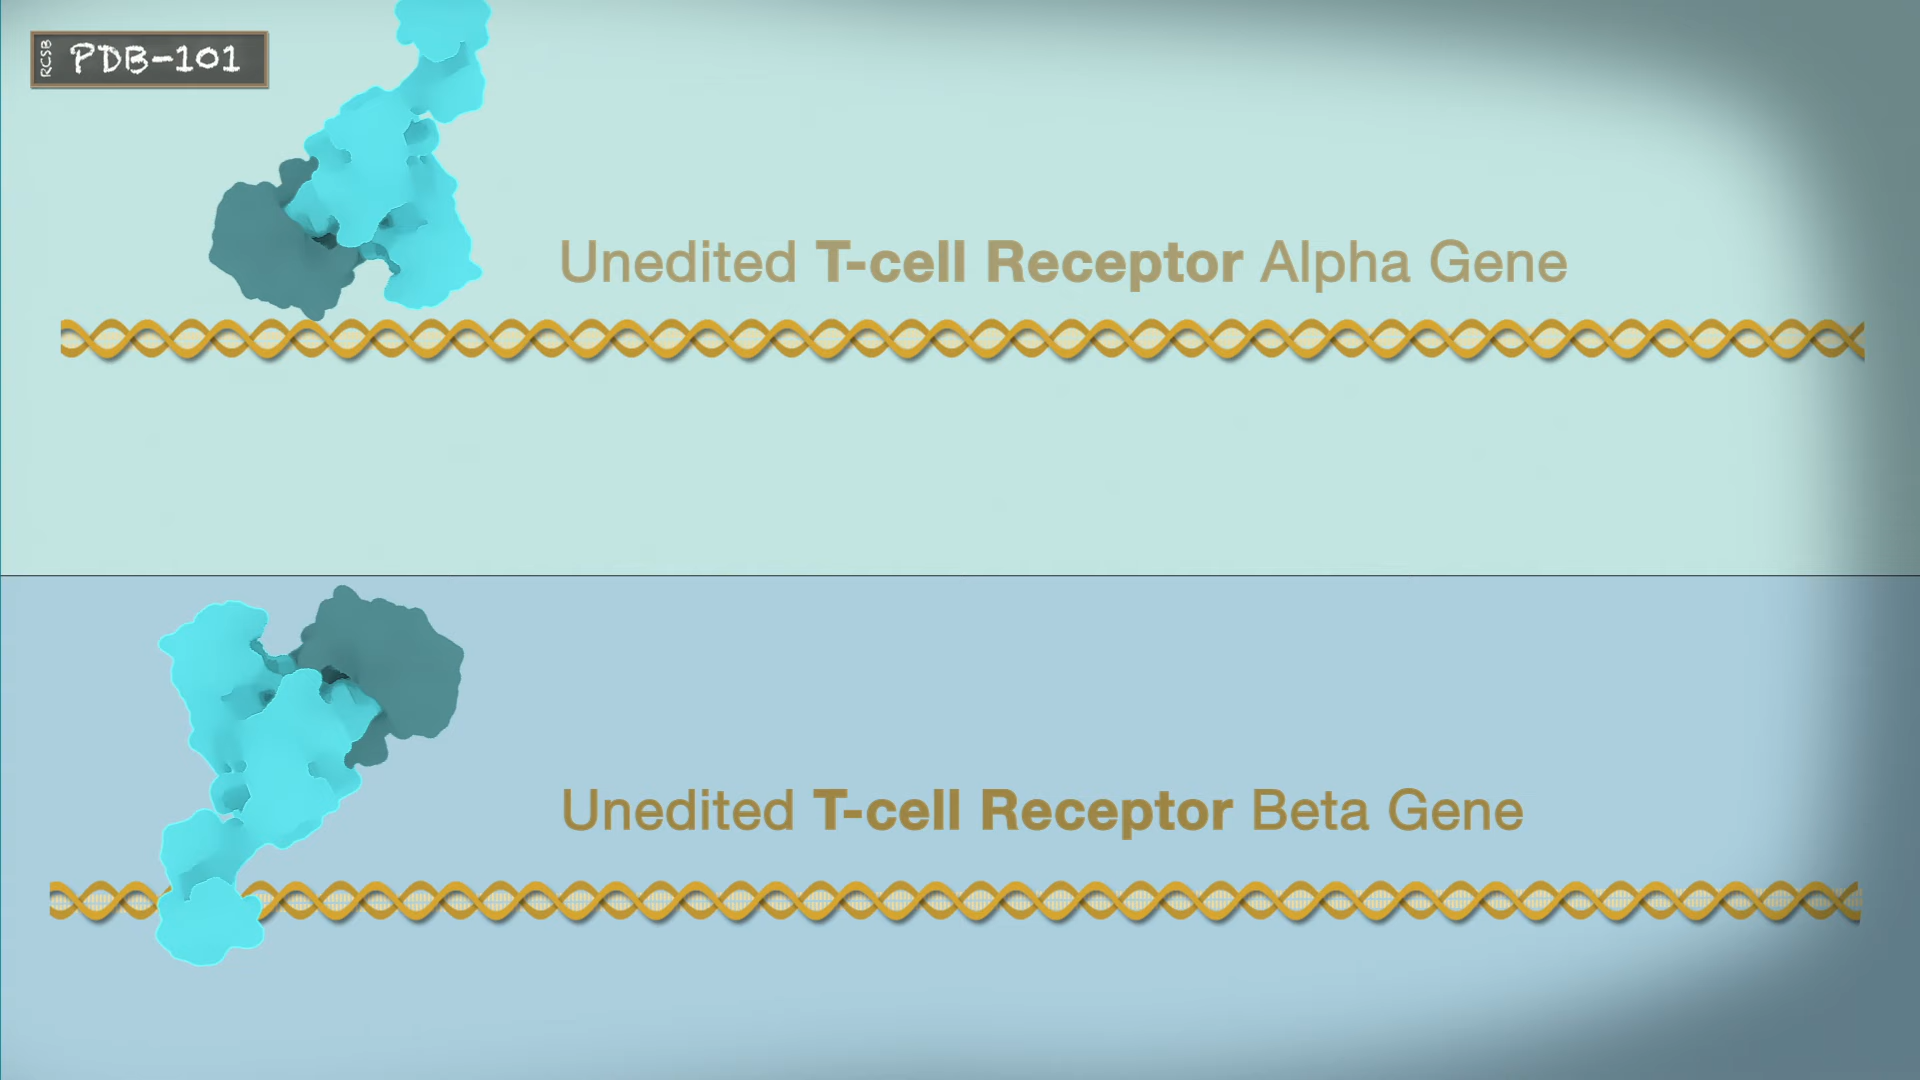 RCSB PDB-101
Unedited T-cell Receptor Alpha Gene
Unedited T-cell Receptor Beta Gene